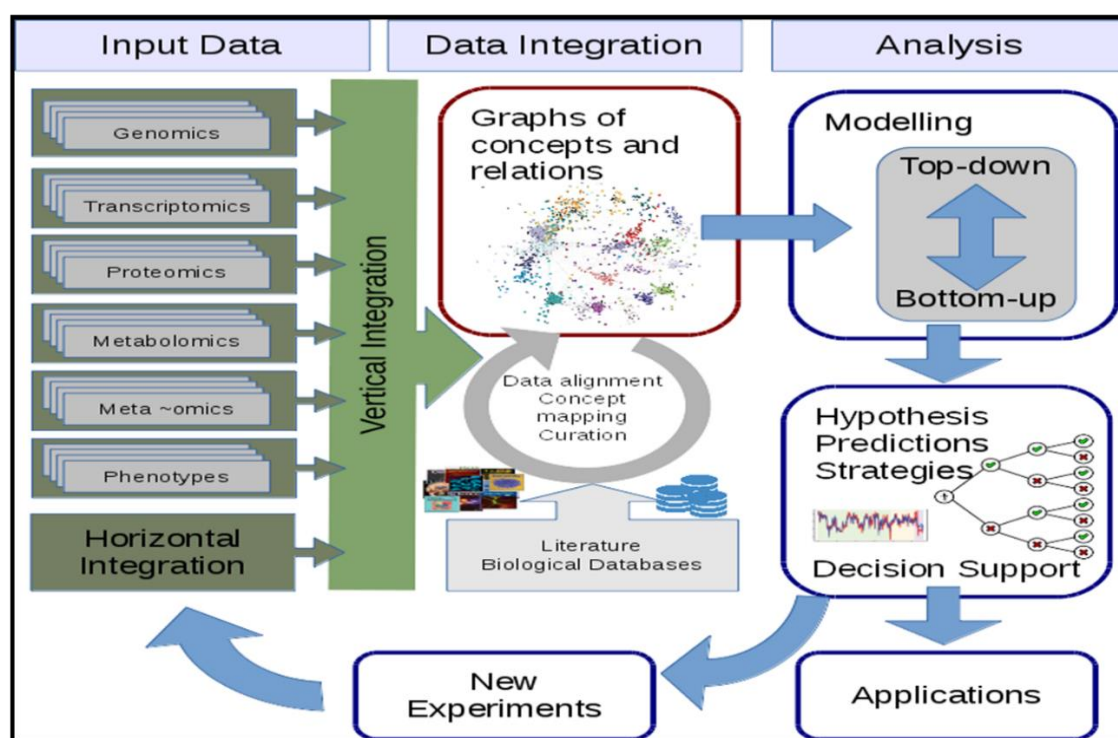 Input Data
Data Integration
Analysis
Genomics
Transcriptomics
Proteomics
Metabolomics
Meta ~omics
Phenotypes
Horizontal
Integration
Vertical Integration
Graphs of
concepts and
relations
Data alignment
Concept
mapping
Curation
Literature
Biological Databases
Modelling
Top-down
Bottom-up
Hypothesis
Predictions
Strategies
Decision Support
New
Experiments
Applications